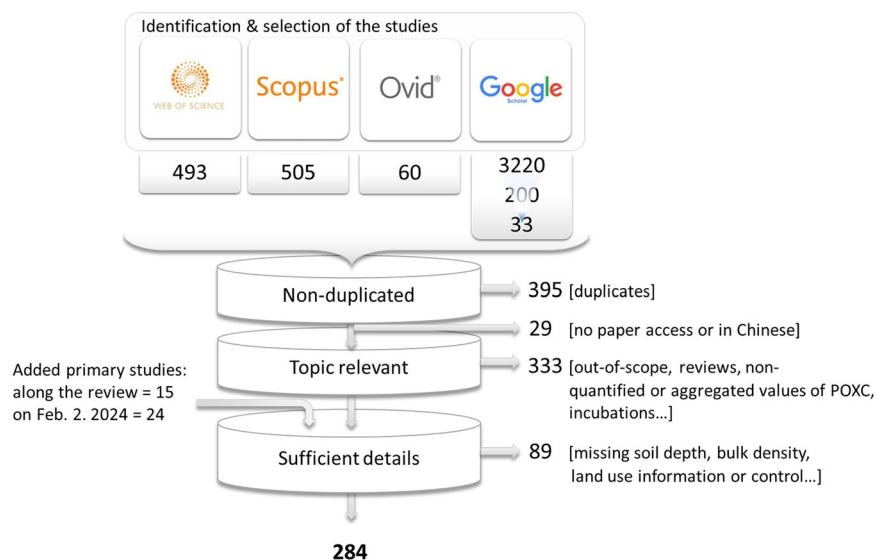 Identification & selection of the studies
WEB OF SCIENCE
Scopus®
Ovid®
Google
Scholar
493
505
60
3220
200
33
Non-duplicated
395 [duplicates]
29 [no paper access or in Chinese]
Topic relevant
333 [out-of-scope, reviews, non-
quantified or aggregated values of POXC,
incubations...]
Added primary studies:
along the review = 15
on Feb. 2. 2024 = 24
Sufficient details
89 [missing soil depth, bulk density,
land use information or control...]
284